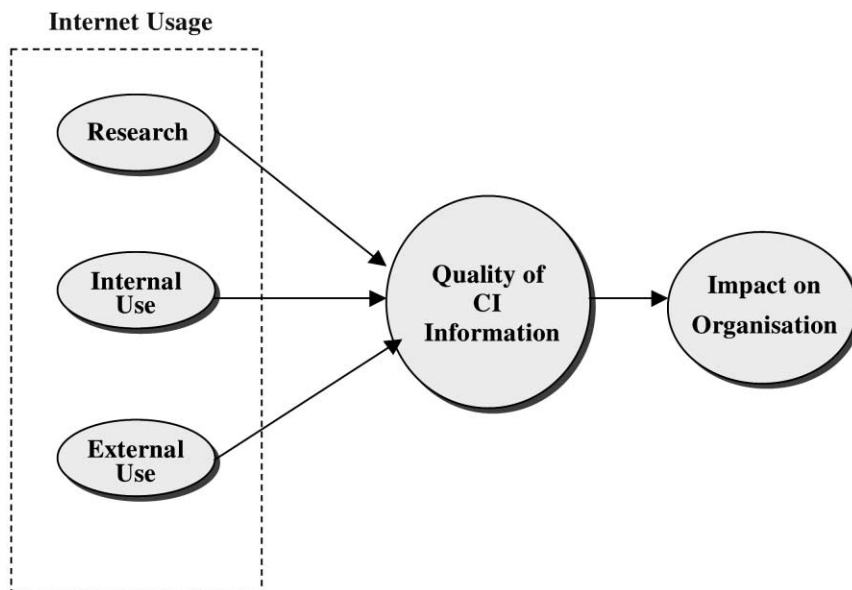 Internet Usage
Research
Internal
Use
External
Use
Quality of
CI
Information
Impact on
Organisation